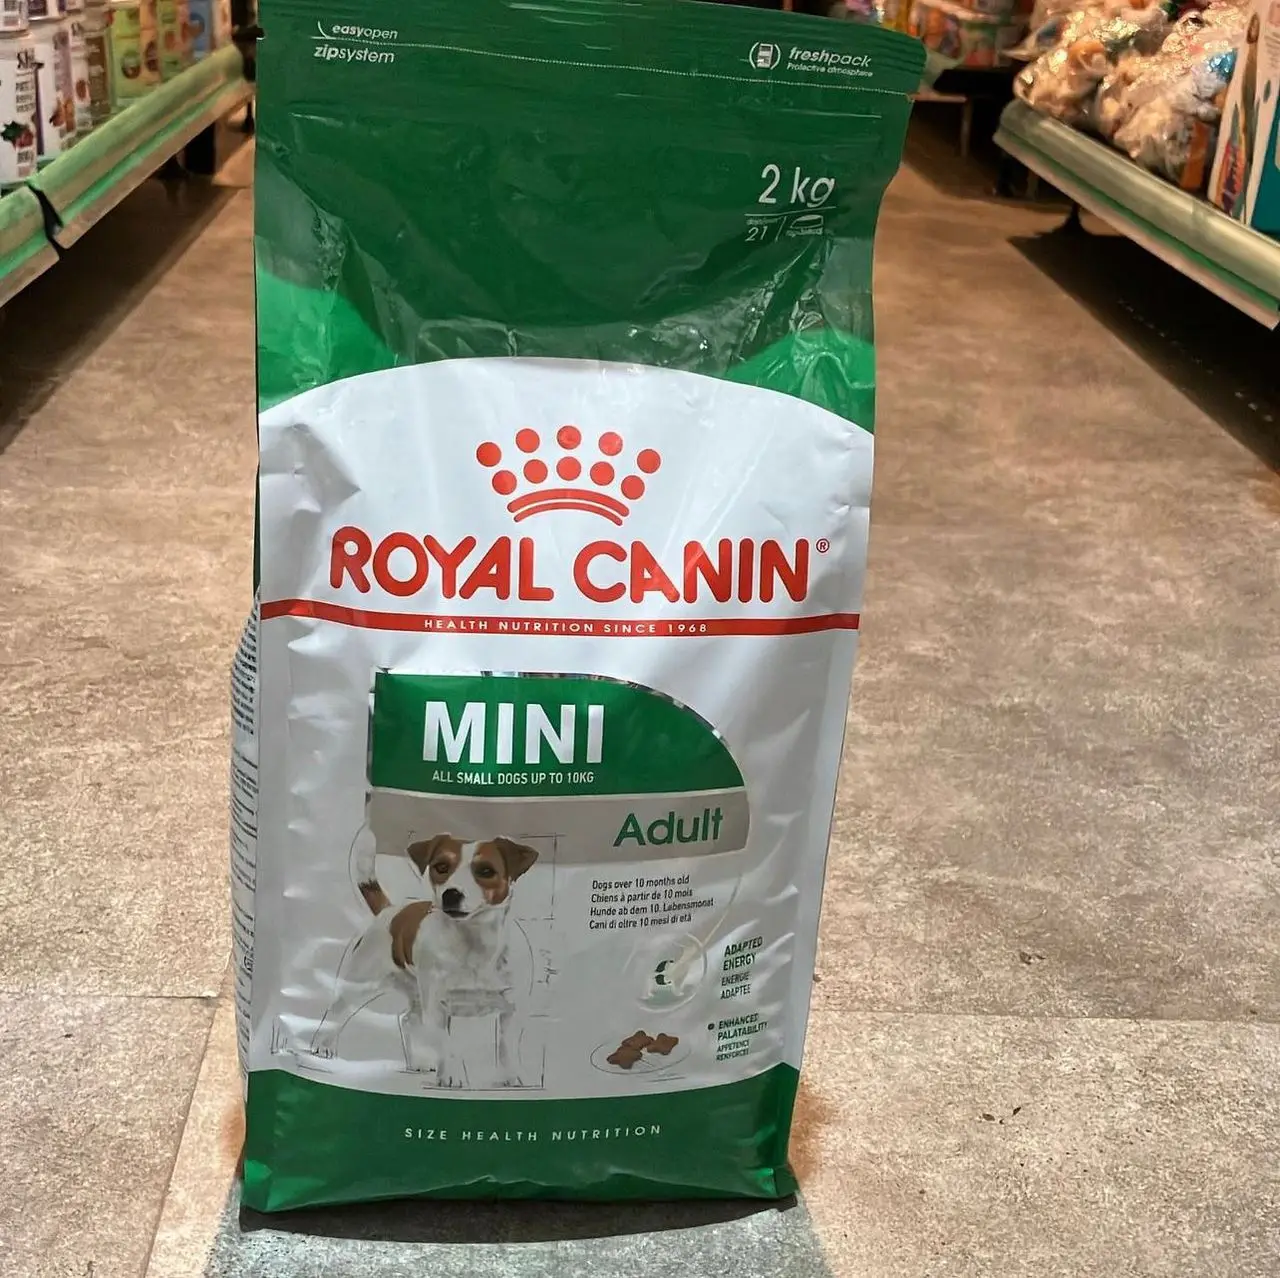 easyopen
zipsystem
freshpack
Protective atmosphere
2 kg
21
ROYAL CANIN®
HEALTH NUTRITION SINCE 1968
MINI
ALL SMALL DOGS UP TO 10KG
Adult
Dogs over 10 months old
Chiens à partir de 10 mois
Hunde ab dem 10. Lebensmonat
Cani di oltre 10 mesi di età
ADAPTED
ENERGY
ENERGIE
ADAPTEE
ENHANCED
PALATABILITY
APPETENCE
RENFORCEE
SIZE HEALTH NUTRITION